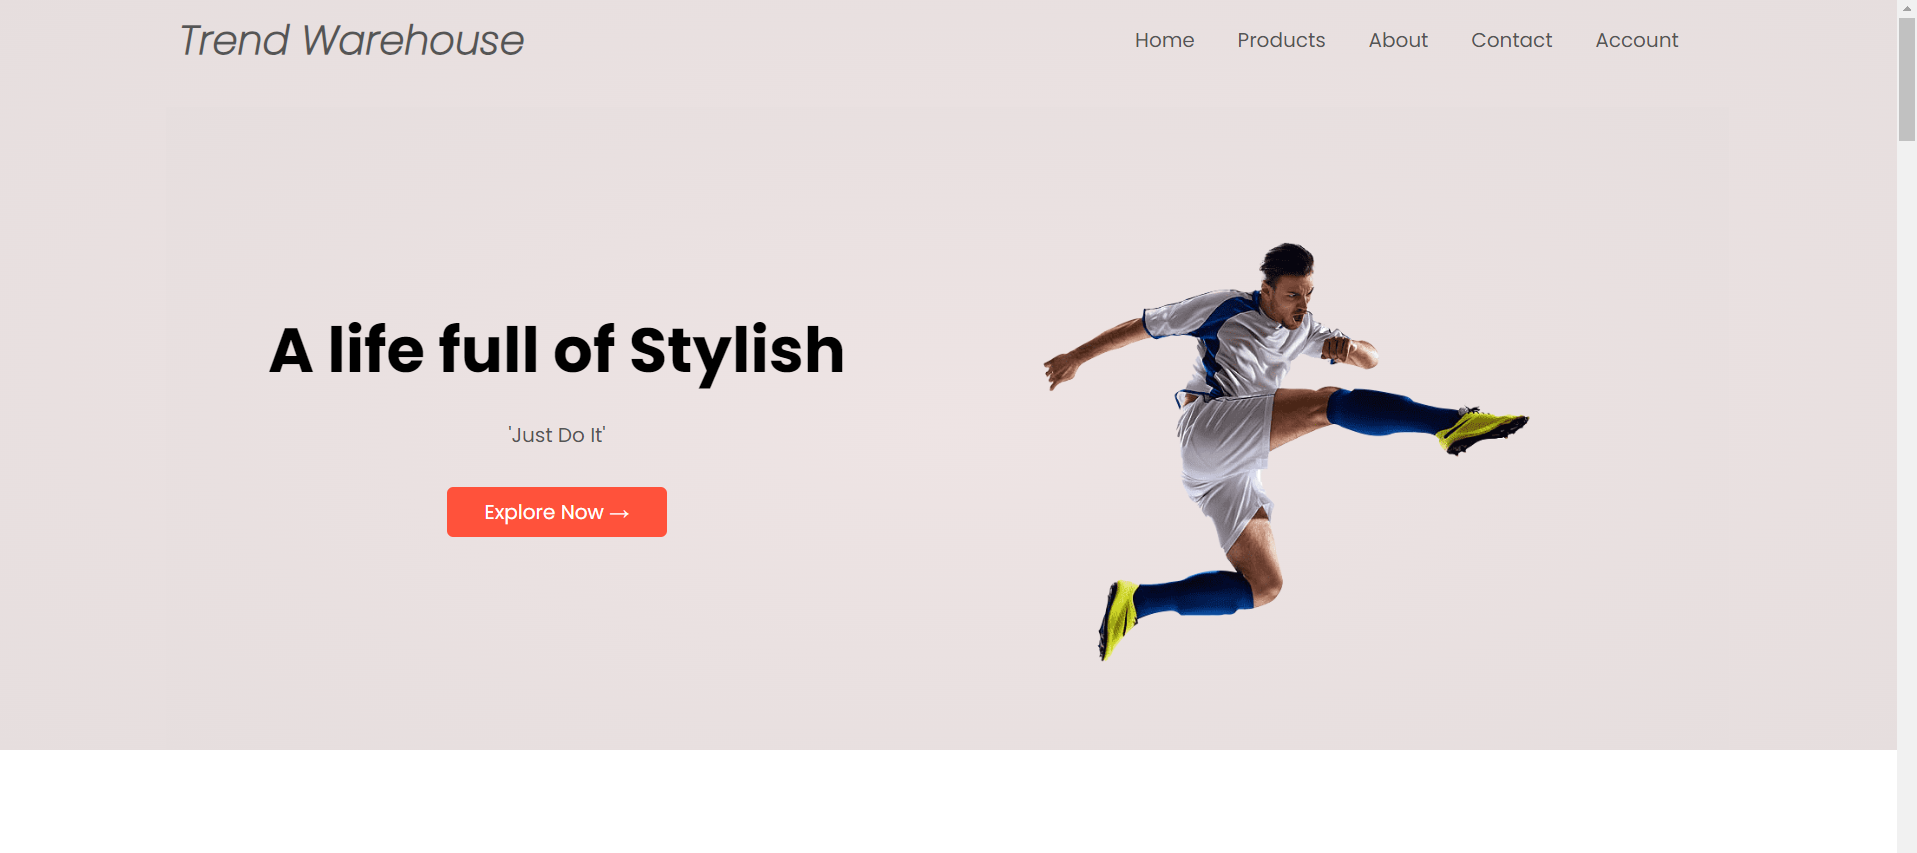 Trend Warehouse
Home Products About Contact Account
A life full of Stylish
'Just Do It'
Explore Now →